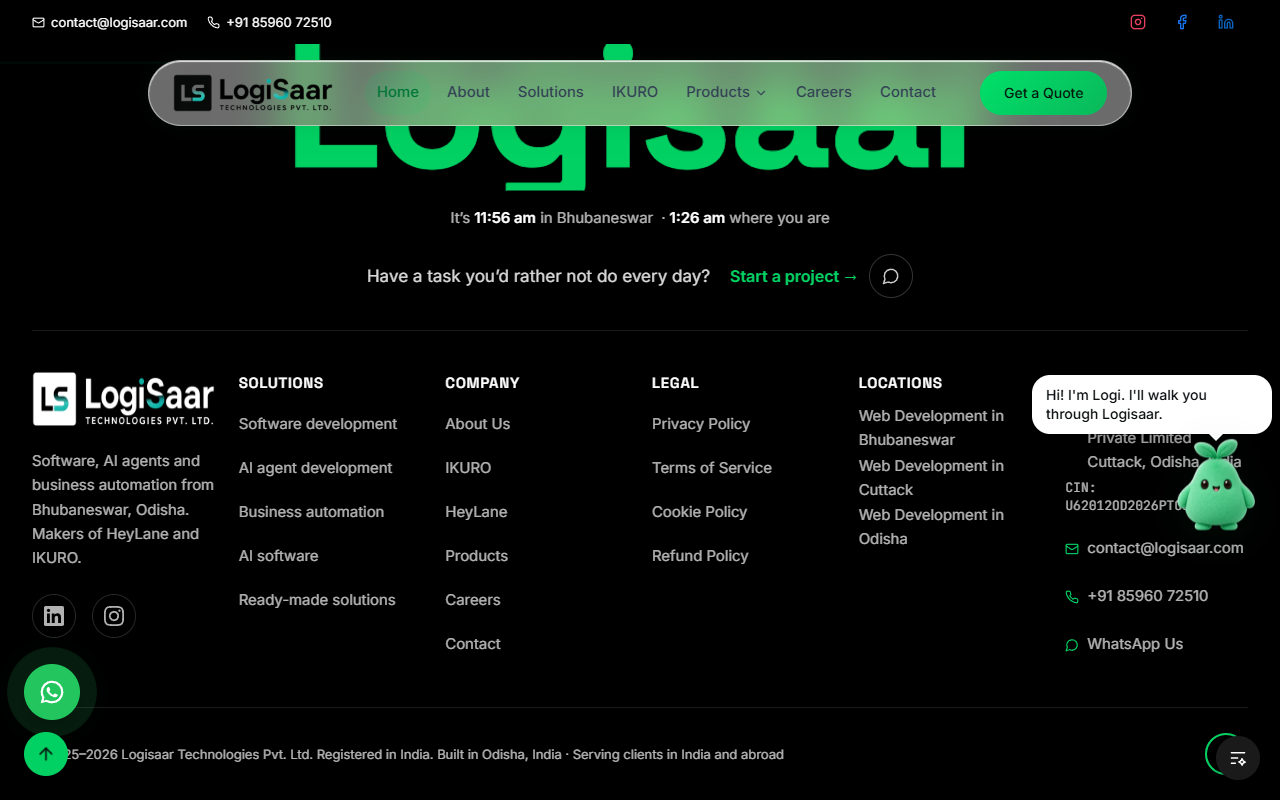 contact@logisaar.com
+91 85960 72510
LS LogiSaar
TECHNOLOGIES PVT. LTD.
Home
About
Solutions
IKURO
Products
Careers
Contact
Get a Quote
Logisaar
It's 11:56 am in Bhubaneswar · 1:26 am where you are
Have a task you'd rather not do every day?
Start a project →
LS LogiSaar
TECHNOLOGIES PVT. LTD.
Software, AI agents and
business automation from
Bhubaneswar, Odisha.
Makers of HeyLane and
IKURO.
SOLUTIONS
Software development
AI agent development
Business automation
AI software
Ready-made solutions
COMPANY
About Us
IKURO
HeyLane
Products
Careers
Contact
LEGAL
Privacy Policy
Terms of Service
Cookie Policy
Refund Policy
LOCATIONS
Web Development in
Bhubaneswar
Web Development in
Cuttack
Web Development in
Odisha
Hi! I'm Logi. I'll walk you
through Logisaar.
Private Limited
Cuttack, Odisha
CIN:
contact@logisaar.com
+91 85960 72510
WhatsApp Us
–2026 Logisaar Technologies Pvt. Ltd. Registered in India. Built in Odisha, India · Serving clients in India and abroad